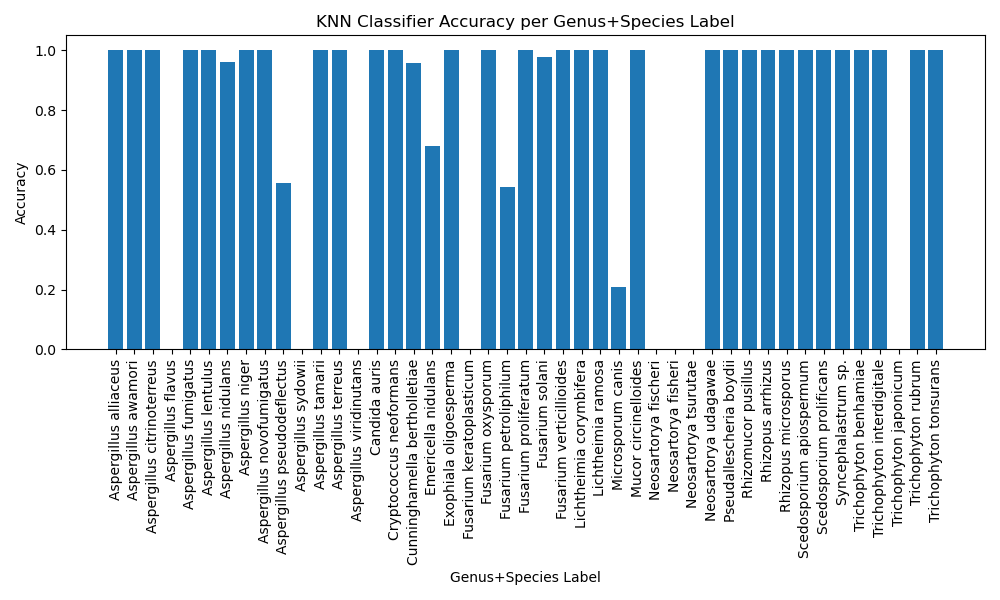 KNN Classifier Accuracy per Genus+Species Label
Accuracy
1.0
0.8
0.6
0.4
0.2
0.0
Aspergillus alliaceus
Aspergillus awamori
Aspergillus citrinoterreus
Aspergillus flavus
Aspergillus fumigatus
Aspergillus lentulus
Aspergillus nidulans
Aspergillus niger
Aspergillus novofumigatus
Aspergillus pseudodeflectus
Aspergillus sydowii
Aspergillus tamarii
Aspergillus terreus
Aspergillus viridinutans
Candida auris
Cryptococcus neoformans
Cunninghamella bertholletiae
Emericella nidulans
Exophiala oligoesperma
Fusarium keratoplasticum
Fusarium oxysporum
Fusarium petroliphilum
Fusarium proliferatum
Fusarium solani
Fusarium verticillioides
Lichtheimia corymbifera
Lichtheimia ramosa
Microsporum canis
Mucor circinelloides
Neosartorya fischeri
Neosartorya fisheri
Neosartorya tsurutae
Neosartorya udagawae
Pseudallescheria boydii
Rhizomucor pusillus
Rhizopus arrhizus
Rhizopus microsporus
Scedosporium apiospermum
Scedosporium prolificans
Syncephalastrum sp.
Trichophyton benhamiae
Trichophyton interdigitale
Trichophyton japonicum
Trichophyton rubrum
Trichophyton tonsurans
Genus+Species Label